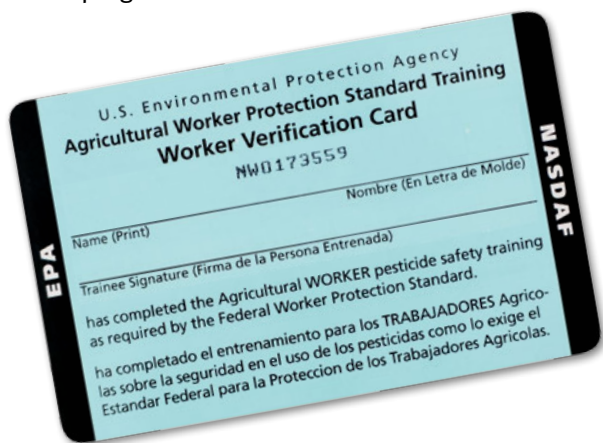 U.S. Environmental Protection Agency
Agricultural Worker Protection Standard Training
Worker Verification Card
NW0173559
Name (Print) Nombre (En Letra de Molde)
Trainee Signature (Firma de la Persona Entrenada)
has completed the Agricultural WORKER pesticide safety training
as required by the Federal Worker Protection Standard.
ha completado el entrenamiento para los TRABAJADORES Agrico-
las sobre la seguridad en el uso de los pesticidas como lo exige el
Estandar Federal para la Proteccion de los Trabajadores Agricolas.
EPA
NASDAF